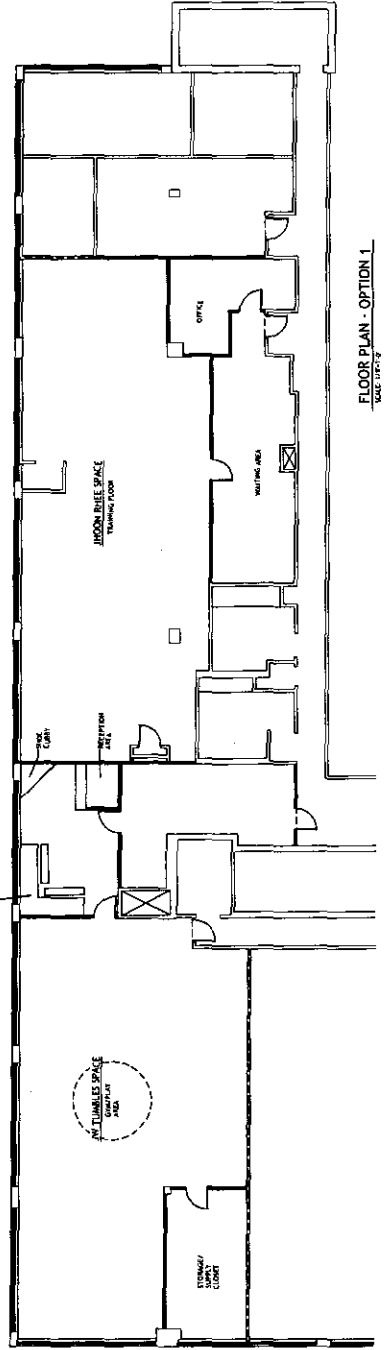 OFFICE
JHOON RHEE SPACE
TRAINING FLOOR
WAITING AREA
SHOE
CUBBY
RECEPTION
AREA
JW TUMBLES SPACE
GYM/PLAY
AREA
STORAGE/
SUPPLY
CLOSET
FLOOR PLAN - OPTION 1